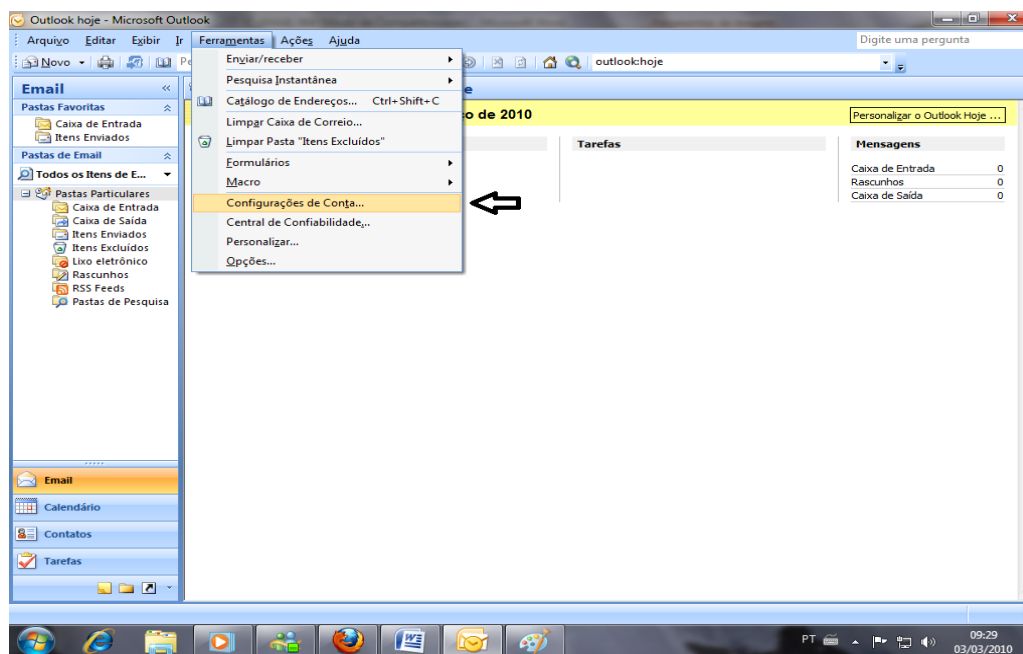 Outlook hoje - Microsoft Outlook
Arquivo Editar Exibir Ir Ferramentas Ações Ajuda
Digite uma pergunta
Novo
outlook:hoje
Enviar/receber
Pesquisa Instantânea
Catálogo de Endereços... Ctrl+Shift+C
Limpar Caixa de Correio...
Limpar Pasta "Itens Excluídos"
Formulários
Macro
Configurações de Conta...
Central de Confiabilidade...
Personalizar...
Opções...
Email
Pastas Favoritas
Caixa de Entrada
Itens Enviados
Pastas de Email
Todos os Itens de E...
Pastas Particulares
Caixa de Entrada
Caixa de Saída
Itens Enviados
Itens Excluídos
Lixo eletrônico
Rascunhos
RSS Feeds
Pastas de Pesquisa
Email
Calendário
Contatos
Tarefas
de 2010
Personalizar o Outlook Hoje ...
Tarefas
Mensagens
Caixa de Entrada 0
Rascunhos 0
Caixa de Saída 0
PT
09:29
03/03/2010